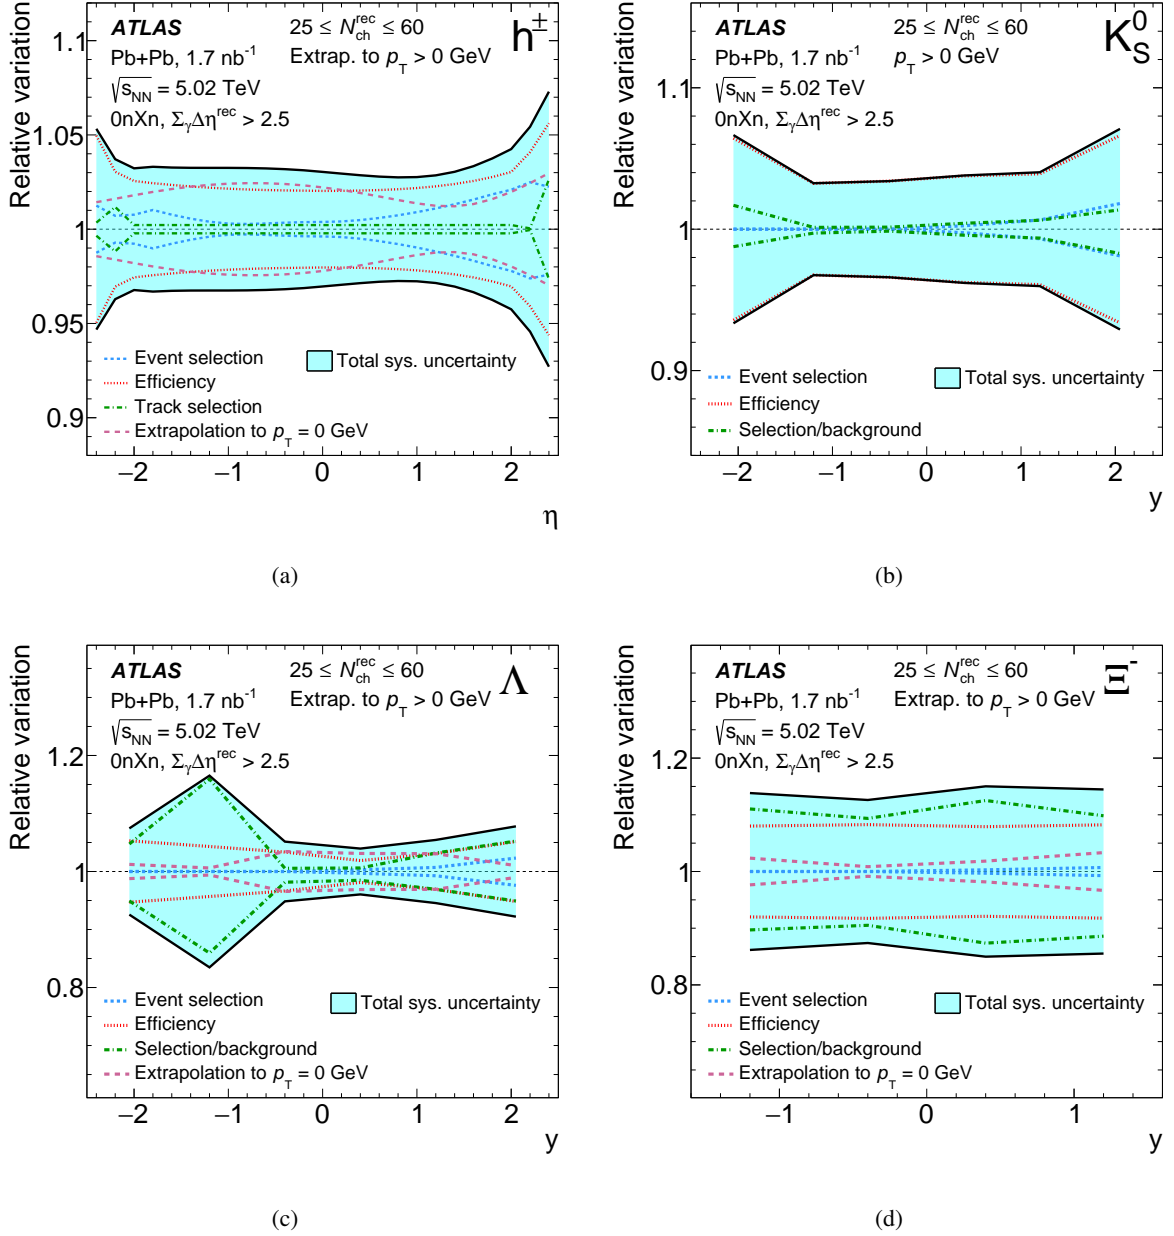 ATLAS 25 ≤ N_ch^rec ≤ 60 h^±
Pb+Pb, 1.7 nb⁻¹ Extrap. to p_T > 0 GeV
√s_NN = 5.02 TeV
0nXn, Σ_γΔη^rec > 2.5
Relative variation
1.1
1.05
1
0.95
0.9
Event selection
Efficiency
Track selection
Extrapolation to p_T = 0 GeV
Total sys. uncertainty
−2 −1 0 1 2
η
(a)
ATLAS 25 ≤ N_ch^rec ≤ 60 K_S^0
Pb+Pb, 1.7 nb⁻¹ p_T > 0 GeV
√s_NN = 5.02 TeV
0nXn, Σ_γΔη^rec > 2.5
Relative variation
1.1
1
0.9
Event selection
Efficiency
Selection/background
Total sys. uncertainty
−2 −1 0 1 2
y
(b)
ATLAS 25 ≤ N_ch^rec ≤ 60 Λ
Pb+Pb, 1.7 nb⁻¹ Extrap. to p_T > 0 GeV
√s_NN = 5.02 TeV
0nXn, Σ_γΔη^rec > 2.5
Relative variation
1.2
1
0.8
Event selection
Efficiency
Selection/background
Extrapolation to p_T = 0 GeV
Total sys. uncertainty
−2 −1 0 1 2
y
(c)
ATLAS 25 ≤ N_ch^rec ≤ 60 Ξ⁻
Pb+Pb, 1.7 nb⁻¹ Extrap. to p_T > 0 GeV
√s_NN = 5.02 TeV
0nXn, Σ_γΔη^rec > 2.5
Relative variation
1.2
1
0.8
Event selection
Efficiency
Selection/background
Extrapolation to p_T = 0 GeV
Total sys. uncertainty
−1 0 1
y
(d)